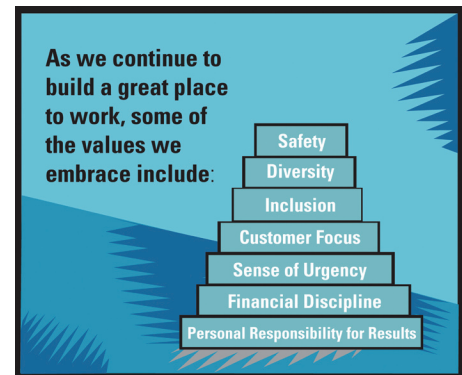 As we continue to
build a great place
to work, some of
the values we
embrace include:
Safety
Diversity
Inclusion
Customer Focus
Sense of Urgency
Financial Discipline
Personal Responsibility for Results